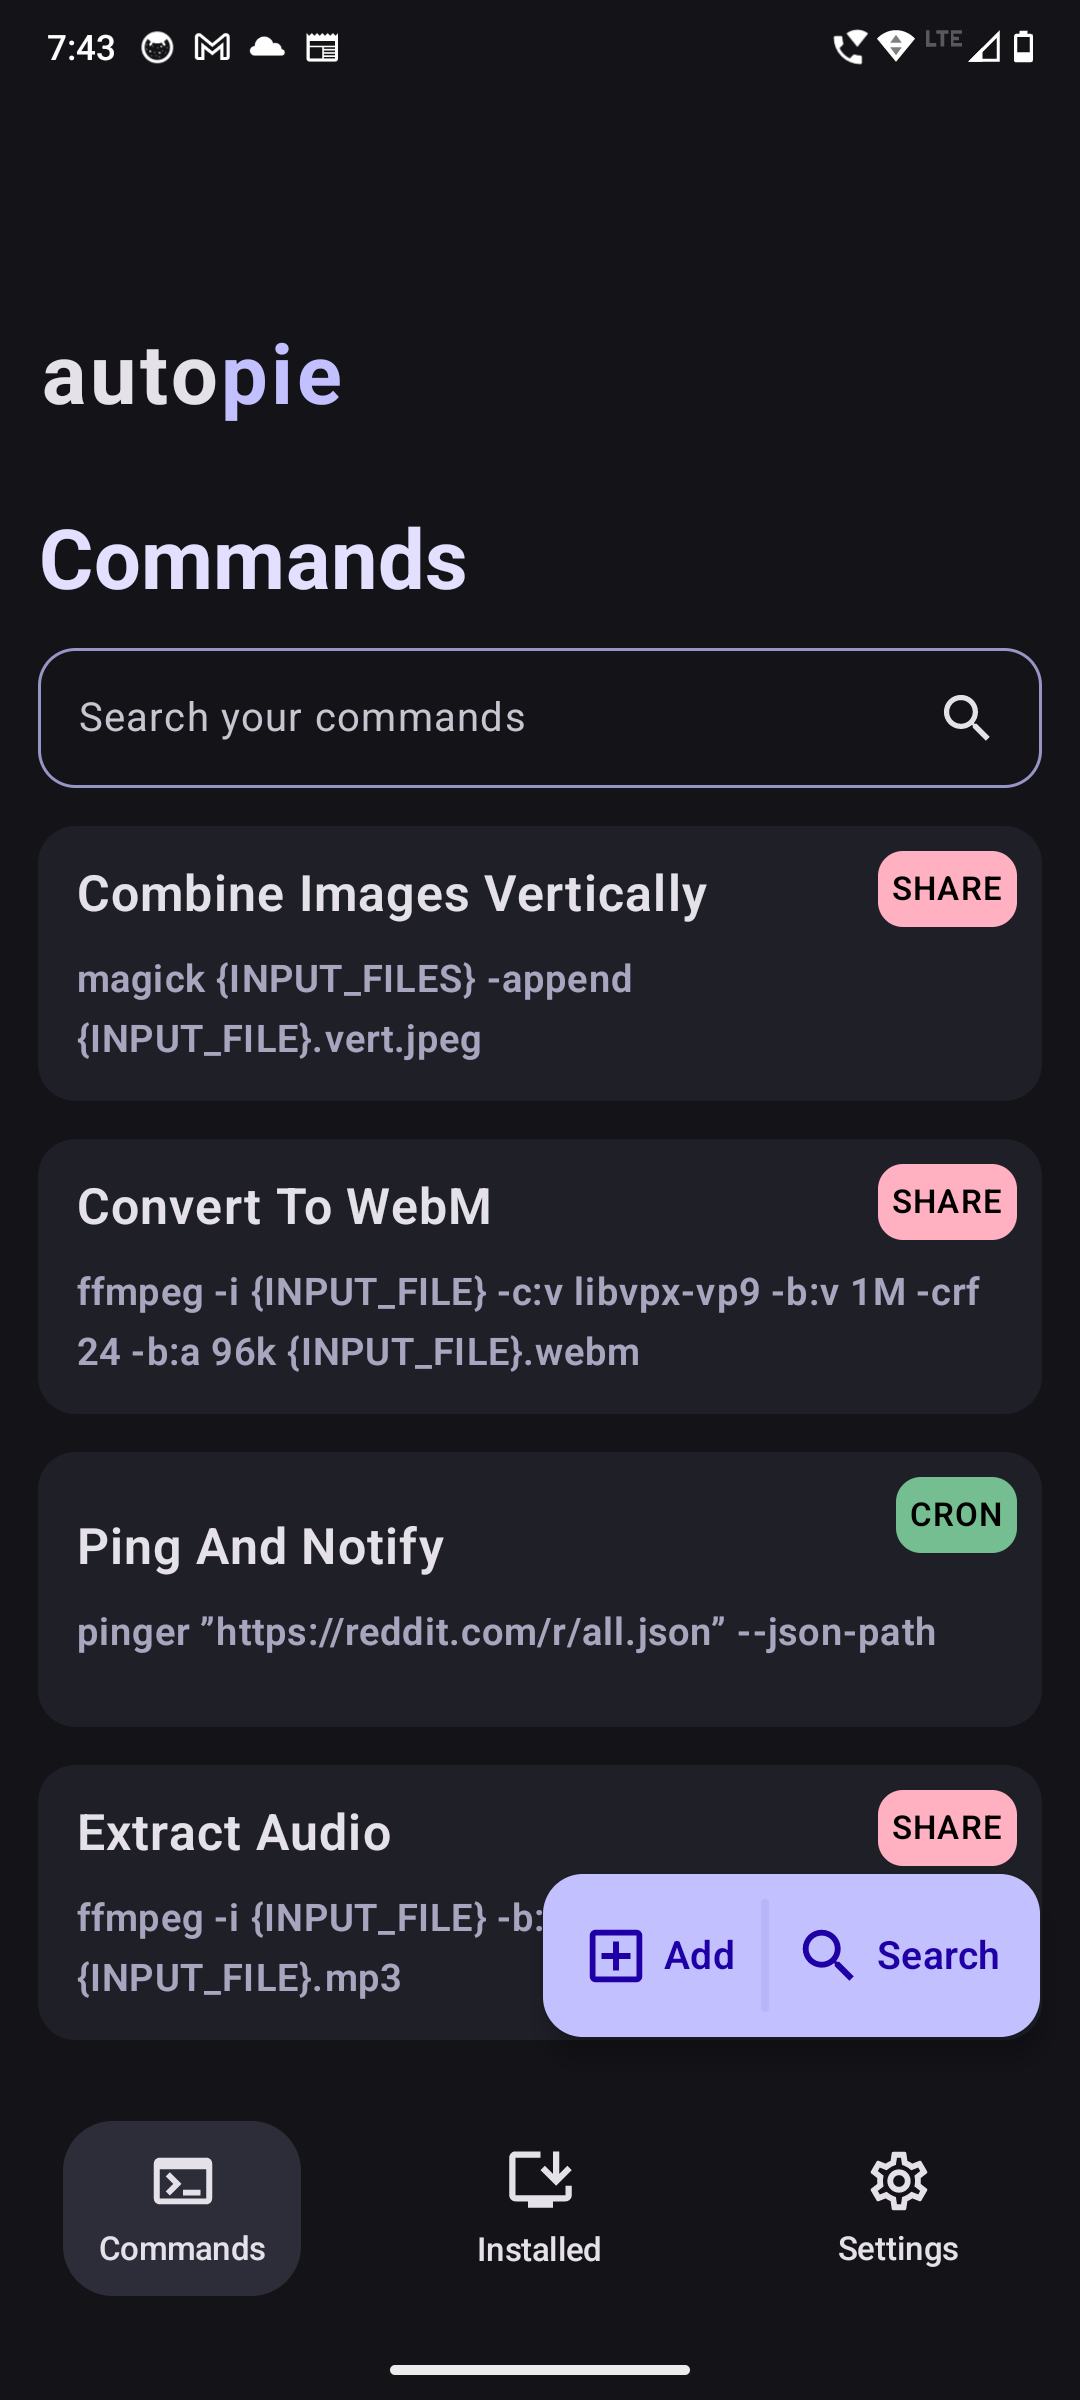 7:43
LTE
autopie
Commands
Search your commands
Combine Images Vertically
SHARE
magick {INPUT_FILES} -append
{INPUT_FILE}.vert.jpeg
Convert To WebM
SHARE
ffmpeg -i {INPUT_FILE} -c:v libvpx-vp9 -b:v 1M -crf
24 -b:a 96k {INPUT_FILE}.webm
CRON
Ping And Notify
pinger ”https://reddit.com/r/all.json” --json-path
Extract Audio
SHARE
ffmpeg -i {INPUT_FILE} -b:
{INPUT_FILE}.mp3
Add
Search
Commands
Installed
Settings